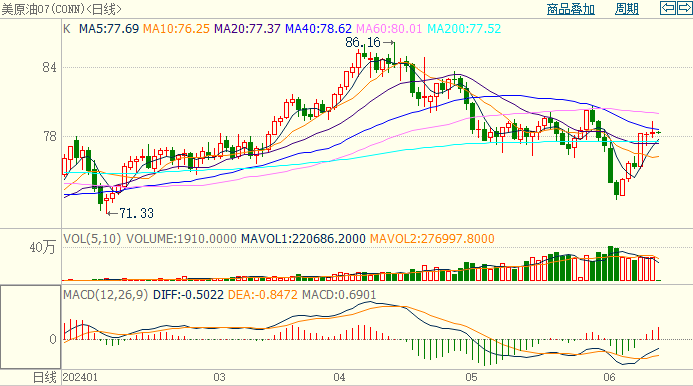 美原油07(CONN)<日线> 商品叠加 周期
K MA5:77.69 MA10:76.25 MA20:77.37 MA40:78.62 MA60:80.01 MA200:77.52
86.16
84
78
71.33
VOL(5,10) VOLUME:1910.0000 MAVOL1:220686.2000 MAVOL2:276997.8000
40万
MACD(12,26,9) DIFF:-0.5022 DEA:-0.8472 MACD:0.6901
0
日线 202401 03 04 05 06